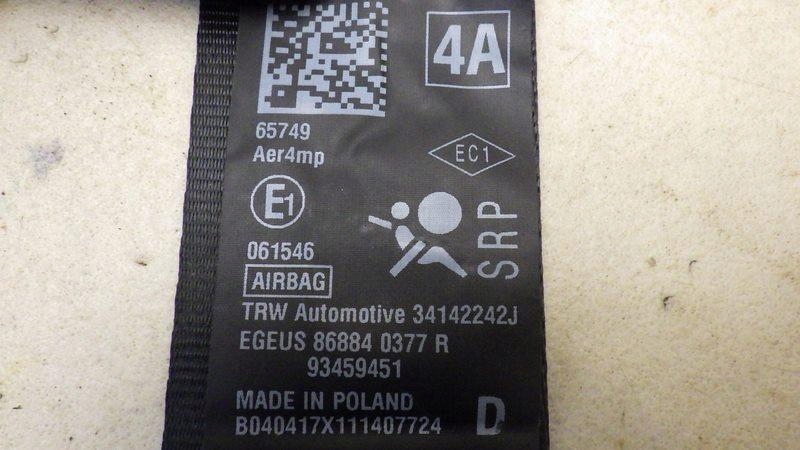 4A
65749
Aer4mp
EC1
E1
SRP
061546
AIRBAG
TRW Automotive 34142242J
EGEUS 86884 0377 R
93459451
MADE IN POLAND
B040417X111407724
D